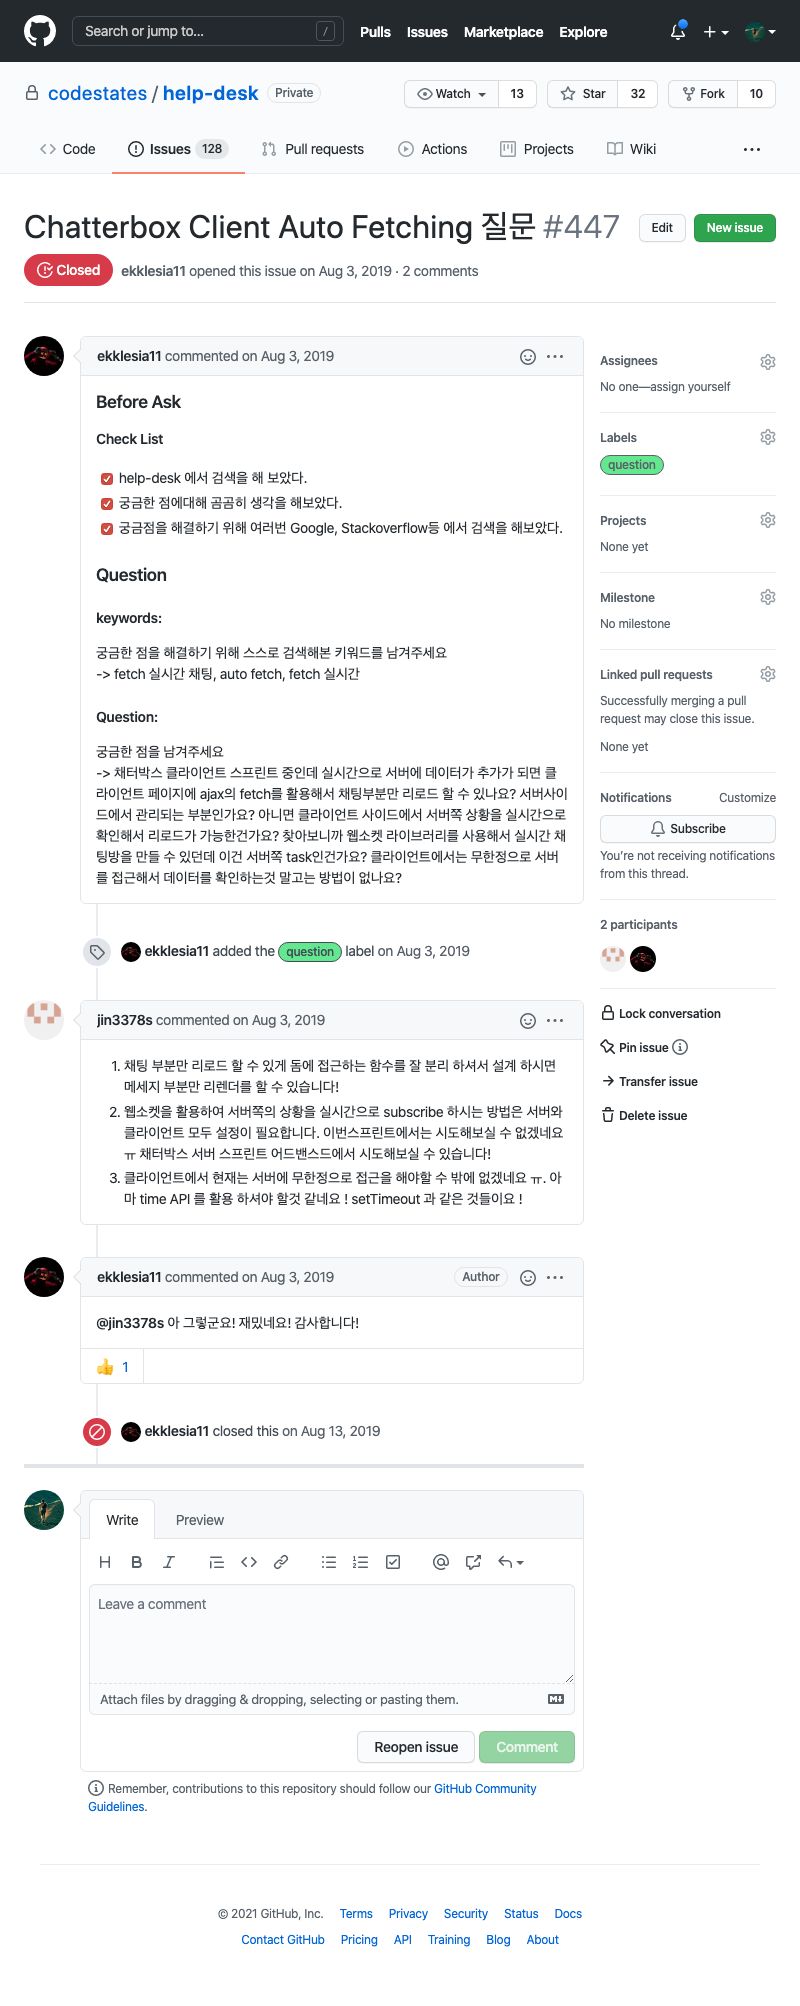 Search or jump to... /
Pulls Issues Marketplace Explore
codestates / help-desk Private
Watch 13 Star 32 Fork 10
Code Issues 128 Pull requests Actions Projects Wiki ...
Chatterbox Client Auto Fetching 질문 #447
Edit New issue
Closed ekklesia11 opened this issue on Aug 3, 2019 · 2 comments
ekklesia11 commented on Aug 3, 2019
Before Ask
Check List
help-desk 에서 검색을 해 보았다.
궁금한 점에대해 곰곰히 생각을 해보았다.
궁금점을 해결하기 위해 여러번 Google, Stackoverflow등 에서 검색을 해보았다.
Question
keywords:
궁금한 점을 해결하기 위해 스스로 검색해본 키워드를 남겨주세요
-> fetch 실시간 채팅, auto fetch, fetch 실시간
Question:
궁금한 점을 남겨주세요
-> 채터박스 클라이언트 스프린트 중인데 실시간으로 서버에 데이터가 추가가 되면 클
라이언트 페이지에 ajax의 fetch를 활용해서 채팅부분만 리로드 할 수 있나요? 서버사이
드에서 관리되는 부분인가요? 아니면 클라이언트 사이드에서 서버쪽 상황을 실시간으로
확인해서 리로드가 가능한건가요? 찾아보니까 웹소켓 라이브러리를 사용해서 실시간 채
팅방을 만들 수 있던데 이건 서버쪽 task인건가요? 클라이언트에서는 무한정으로 서버
를 접근해서 데이터를 확인하는것 말고는 방법이 없나요?
ekklesia11 added the question label on Aug 3, 2019
jin3378s commented on Aug 3, 2019
1. 채팅 부분만 리로드 할 수 있게 돔에 접근하는 함수를 잘 분리 하셔서 설계 하시면
메세지 부분만 리렌더를 할 수 있습니다!
2. 웹소켓을 활용하여 서버쪽의 상황을 실시간으로 subscribe 하시는 방법은 서버와
클라이언트 모두 설정이 필요합니다. 이번스프린트에서는 시도해보실 수 없겠네요
ㅠ 채터박스 서버 스프린트 어드밴스드에서 시도해보실 수 있습니다!
3. 클라이언트에서 현재는 서버에 무한정으로 접근을 해야할 수 밖에 없겠네요 ㅠ. 아
마 time API 를 활용 하셔야 할것 같네요 ! setTimeout 과 같은 것들이요 !
ekklesia11 commented on Aug 3, 2019 Author
@jin3378s 아 그렇군요! 재밌네요! 감사합니다!
👍 1
ekklesia11 closed this on Aug 13, 2019
Write Preview
Leave a comment
Attach files by dragging & dropping, selecting or pasting them.
Reopen issue Comment
Remember, contributions to this repository should follow our GitHub Community
Guidelines.
Assignees
No one—assign yourself
Labels
question
Projects
None yet
Milestone
No milestone
Linked pull requests
Successfully merging a pull
request may close this issue.
None yet
Notifications Customize
Subscribe
You're not receiving notifications
from this thread.
2 participants
Lock conversation
Pin issue
Transfer issue
Delete issue
© 2021 GitHub, Inc. Terms Privacy Security Status Docs
Contact GitHub Pricing API Training Blog About